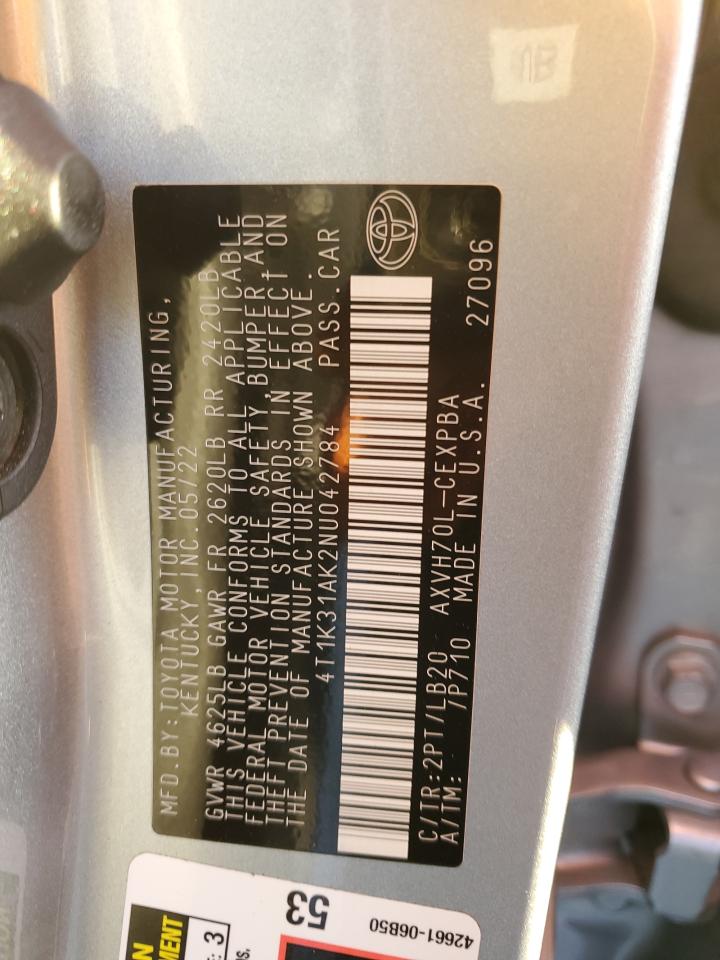 MFD.BY:TOYOTA MOTOR MANUFACTURING,
KENTUCKY,INC. 05/22
GVWR 4625LB GAWR FR 2620LB RR 2420LB
THIS VEHICLE CONFORMS TO ALL APPLICABLE
FEDERAL MOTOR VEHICLE SAFETY,BUMPER,AND
THEFT PREVENTION STANDARDS IN EFFECT ON
THE DATE OF MANUFACTURE SHOWN ABOVE.
4T1K31AK2NU042784 PASS.CAR
C/TR:2PT/LB20 AXVH70L-CEXPBA
A/TM: /P710 MADE IN U.S.A. 27096
53
42661-06B50